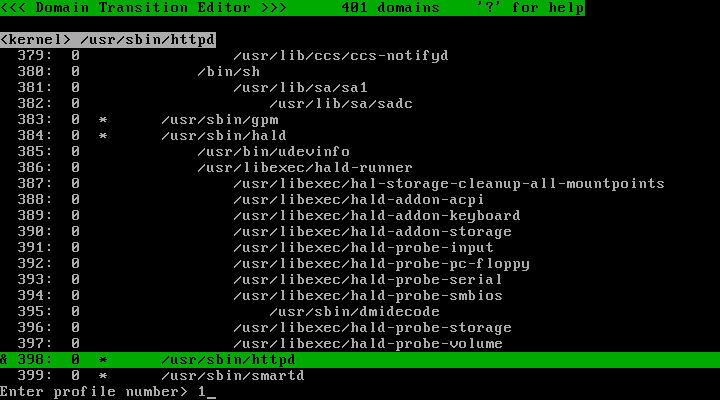 <<< Domain Transition Editor >>>      401 domains    '?' for help
<kernel> /usr/sbin/httpd
379:  0                    /usr/lib/ccs/ccs-notifyd
380:  0                /bin/sh
381:  0                    /usr/lib/sa/sa1
382:  0                        /usr/lib/sa/sadc
383:  0  *      /usr/sbin/gpm
384:  0  *      /usr/sbin/hald
385:  0                /usr/bin/udevinfo
386:  0                /usr/libexec/hald-runner
387:  0                    /usr/libexec/hal-storage-cleanup-all-mountpoints
388:  0                    /usr/libexec/hald-addon-acpi
389:  0                    /usr/libexec/hald-addon-keyboard
390:  0                    /usr/libexec/hald-addon-storage
391:  0                    /usr/libexec/hald-probe-input
392:  0                    /usr/libexec/hald-probe-pc-floppy
393:  0                    /usr/libexec/hald-probe-serial
394:  0                    /usr/libexec/hald-probe-smbios
395:  0                        /usr/sbin/dmidecode
396:  0                    /usr/libexec/hald-probe-storage
397:  0                    /usr/libexec/hald-probe-volume
& 398:  0  *      /usr/sbin/httpd
399:  0  *      /usr/sbin/smartd
Enter profile number> 1_